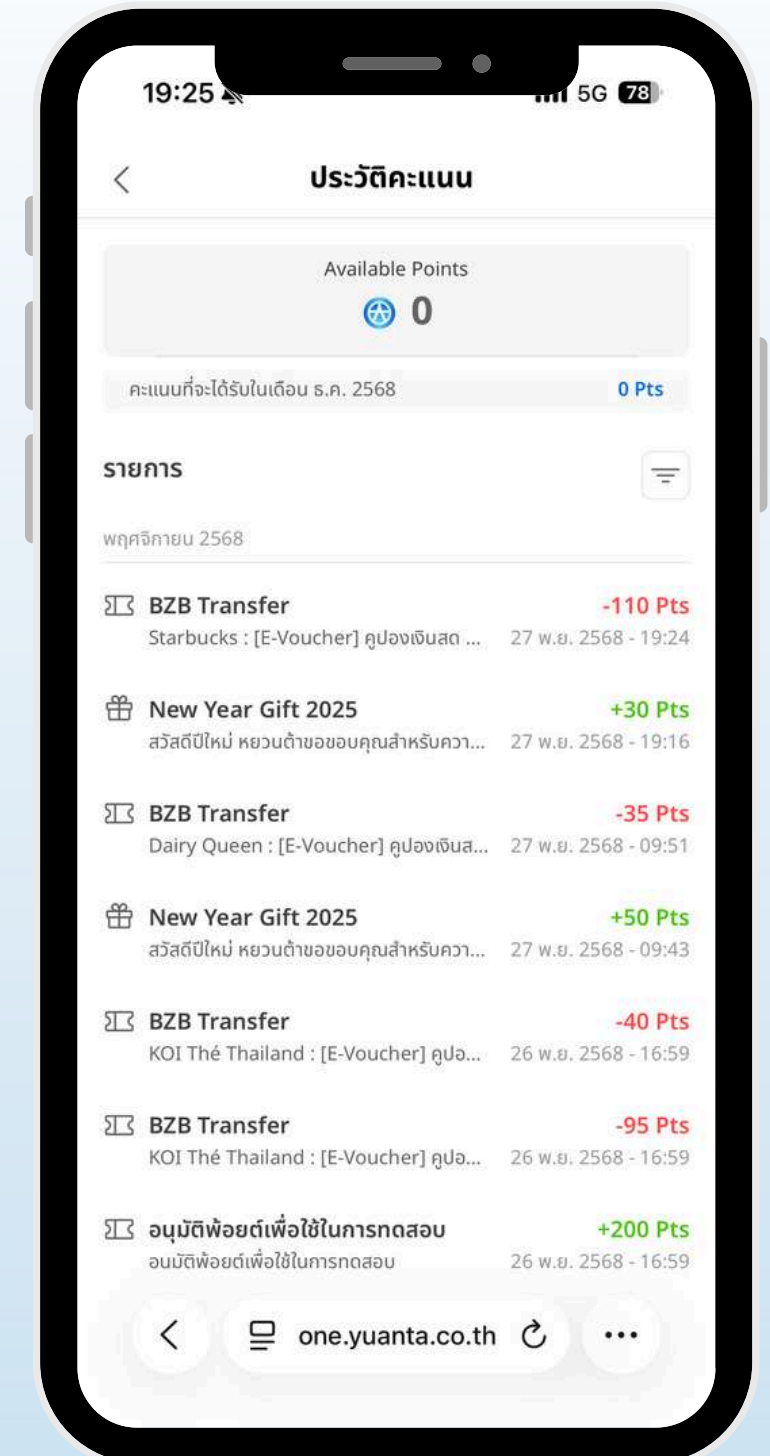 19:25
5G 78
ประวัติคะแนน
Available Points
0
คะแนนที่จะได้รับในเดือน ธ.ค. 2568 0 Pts
รายการ
พฤศจิกายน 2568
BZB Transfer -110 Pts
Starbucks : [E-Voucher] คูปองเงินสด ... 27 พ.ย. 2568 - 19:24
New Year Gift 2025 +30 Pts
สวัสดีปีใหม่ หยวนต้าขอขอบคุณสำหรับควา... 27 พ.ย. 2568 - 19:16
BZB Transfer -35 Pts
Dairy Queen : [E-Voucher] คูปองเงินส... 27 พ.ย. 2568 - 09:51
New Year Gift 2025 +50 Pts
สวัสดีปีใหม่ หยวนต้าขอขอบคุณสำหรับควา... 27 พ.ย. 2568 - 09:43
BZB Transfer -40 Pts
KOI Thé Thailand : [E-Voucher] คูปอ... 26 พ.ย. 2568 - 16:59
BZB Transfer -95 Pts
KOI Thé Thailand : [E-Voucher] คูปอ... 26 พ.ย. 2568 - 16:59
อนุมัติพ้อยต์เพื่อใช้ในการทดสอบ +200 Pts
อนุมัติพ้อยต์เพื่อใช้ในการทดสอบ 26 พ.ย. 2568 - 16:59
one.yuanta.co.th